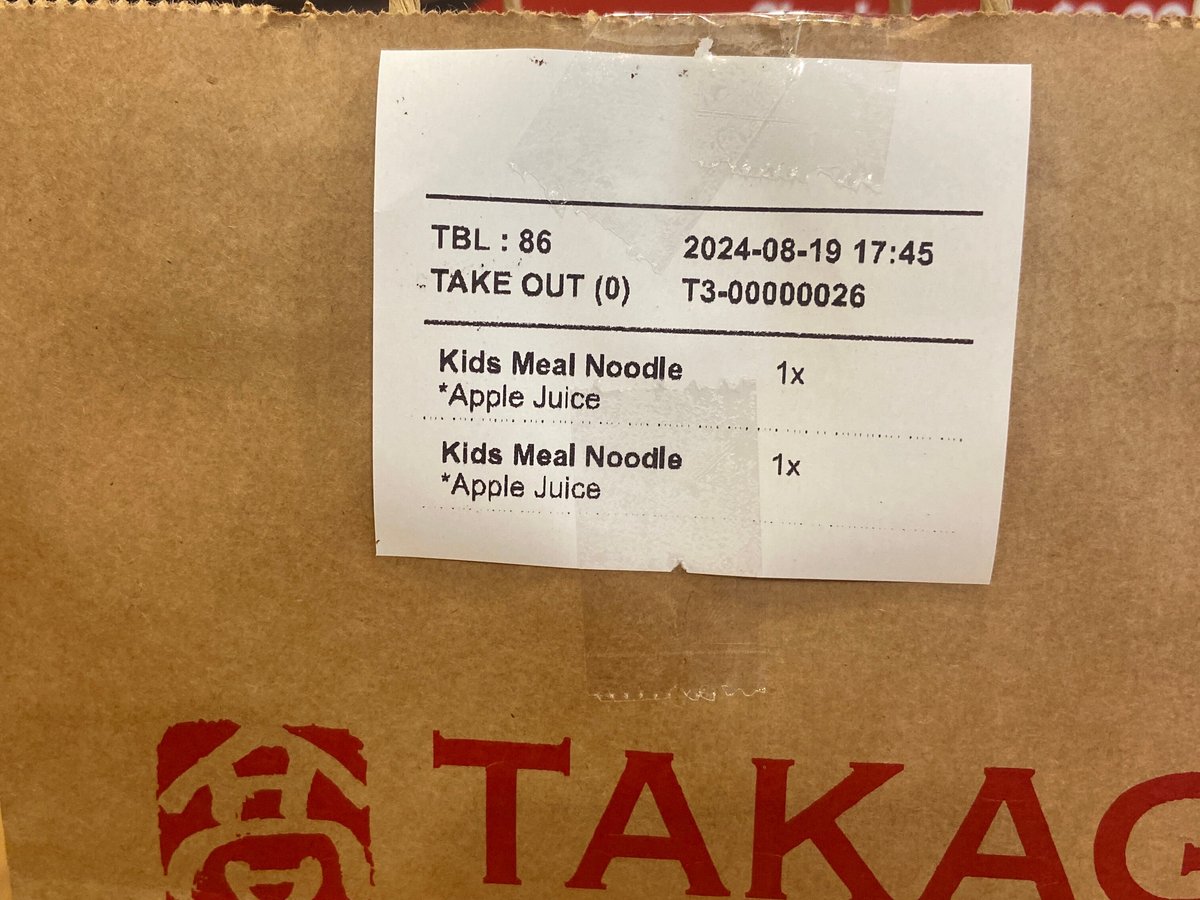 TBL : 86 2024-08-19 17:45
TAKE OUT (0) T3-00000026
Kids Meal Noodle 1x
*Apple Juice
Kids Meal Noodle 1x
*Apple Juice
TAKAG